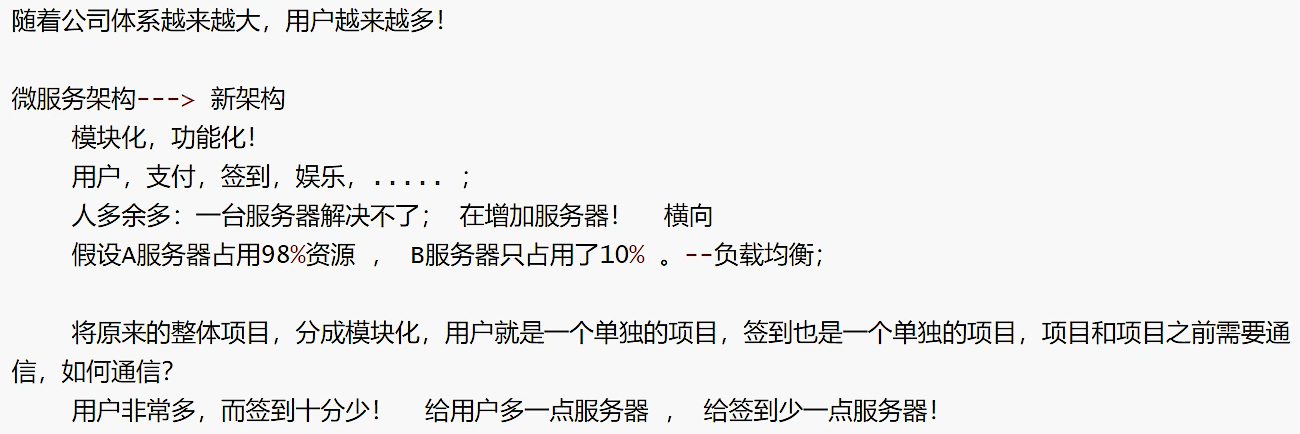 随着公司体系越来越大，用户越来越多！
微服务架构---> 新架构
模块化，功能化！
用户，支付，签到，娱乐，..... ；
人多余多：一台服务器解决不了； 在增加服务器！ 横向
假设A服务器占用98%资源 ， B服务器只占用了10% 。--负载均衡；
将原来的整体项目，分成模块化，用户就是一个单独的项目，签到也是一个单独的项目，项目和项目之前需要通
信，如何通信？
用户非常多，而签到十分少！ 给用户多一点服务器 ， 给签到少一点服务器！